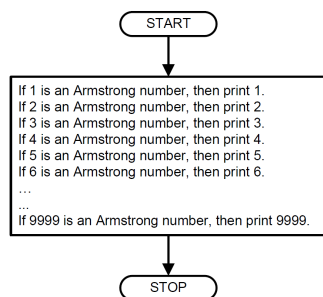 START
If 1 is an Armstrong number, then print 1.
If 2 is an Armstrong number, then print 2.
If 3 is an Armstrong number, then print 3.
If 4 is an Armstrong number, then print 4.
If 5 is an Armstrong number, then print 5.
If 6 is an Armstrong number, then print 6.
…
...
If 9999 is an Armstrong number, then print 9999.
STOP